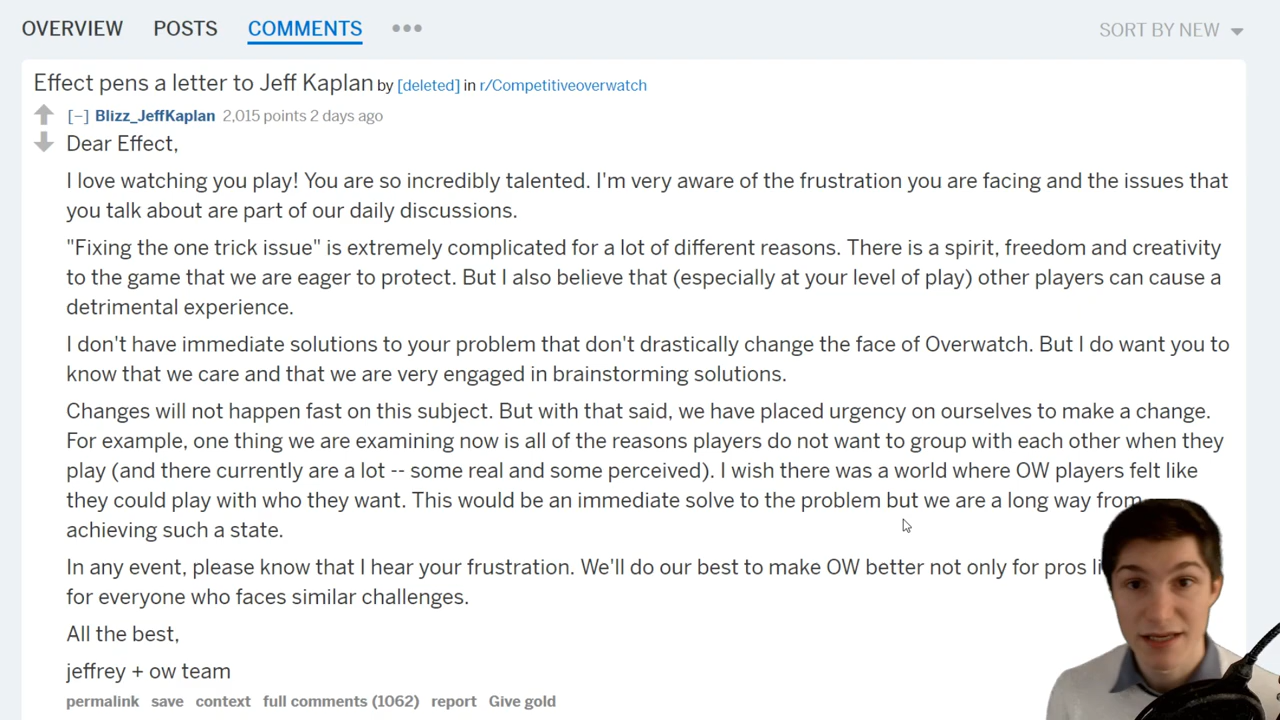 OVERVIEW POSTS COMMENTS ••• SORT BY NEW
Effect pens a letter to Jeff Kaplan by [deleted] in r/Competitiveoverwatch
[–] Blizz_JeffKaplan 2,015 points 2 days ago
Dear Effect,
I love watching you play! You are so incredibly talented. I'm very aware of the frustration you are facing and the issues that
you talk about are part of our daily discussions.
"Fixing the one trick issue" is extremely complicated for a lot of different reasons. There is a spirit, freedom and creativity
to the game that we are eager to protect. But I also believe that (especially at your level of play) other players can cause a
detrimental experience.
I don't have immediate solutions to your problem that don't drastically change the face of Overwatch. But I do want you to
know that we care and that we are very engaged in brainstorming solutions.
Changes will not happen fast on this subject. But with that said, we have placed urgency on ourselves to make a change.
For example, one thing we are examining now is all of the reasons players do not want to group with each other when they
play (and there currently are a lot -- some real and some perceived). I wish there was a world where OW players felt like
they could play with who they want. This would be an immediate solve to the problem but we are a long way from
achieving such a state.
In any event, please know that I hear your frustration. We'll do our best to make OW better not only for pros
for everyone who faces similar challenges.
All the best,
jeffrey + ow team
permalink save context full comments (1062) report Give gold